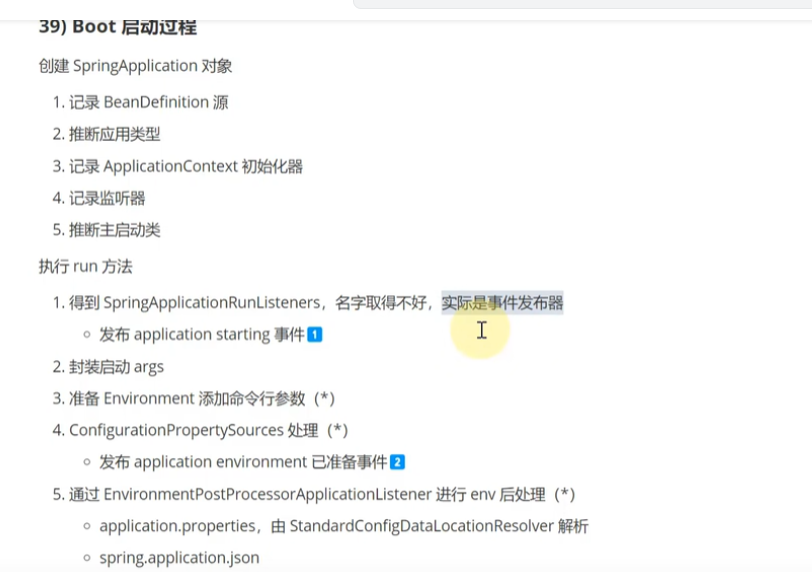 39) Boot 启动过程
创建 SpringApplication 对象
1. 记录 BeanDefinition 源
2. 推断应用类型
3. 记录 ApplicationContext 初始化器
4. 记录监听器
5. 推断主启动类
执行 run 方法
1. 得到 SpringApplicationRunListeners，名字取得不好，实际是事件发布器
○ 发布 application starting 事件 1
2. 封装启动 args
3. 准备 Environment 添加命令行参数（*）
4. ConfigurationPropertySources 处理（*）
○ 发布 application environment 已准备事件 2
5. 通过 EnvironmentPostProcessorApplicationListener 进行 env 后处理（*）
○ application.properties，由 StandardConfigDataLocationResolver 解析
○ spring.application.json